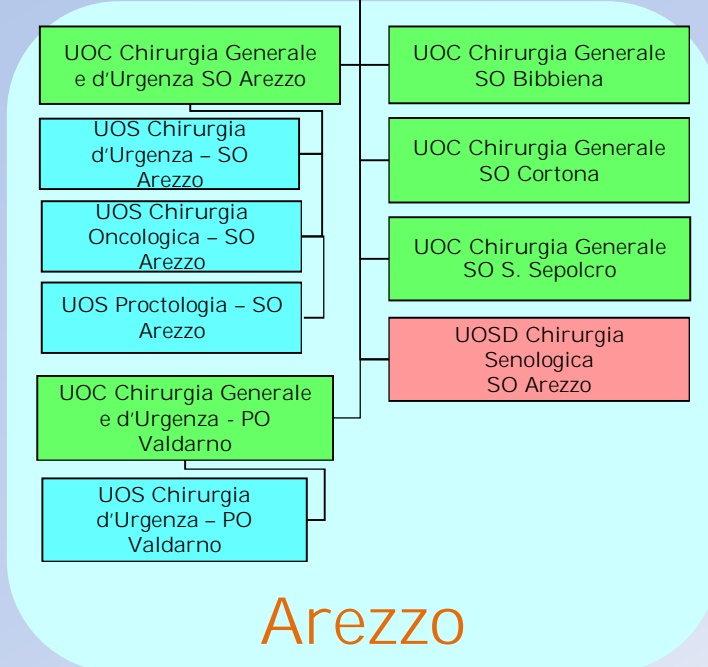 UOC Chirurgia Generale
e d'Urgenza SO Arezzo
UOS Chirurgia
d'Urgenza – SO
Arezzo
UOS Chirurgia
Oncologica – SO
Arezzo
UOS Proctologia – SO
Arezzo
UOC Chirurgia Generale
e d'Urgenza - PO
Valdarno
UOS Chirurgia
d'Urgenza – PO
Valdarno
UOC Chirurgia Generale
SO Bibbiena
UOC Chirurgia Generale
SO Cortona
UOC Chirurgia Generale
SO S. Sepolcro
UOSD Chirurgia
Senologica
SO Arezzo
Arezzo